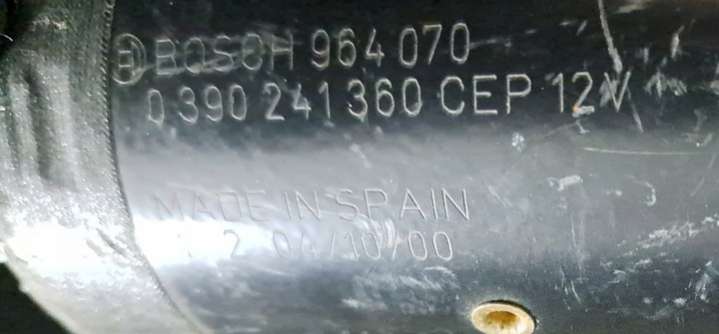 BOSCH 964 070
0 390 241 360 CEP 12V
MADE IN SPAIN
2 04/10/00